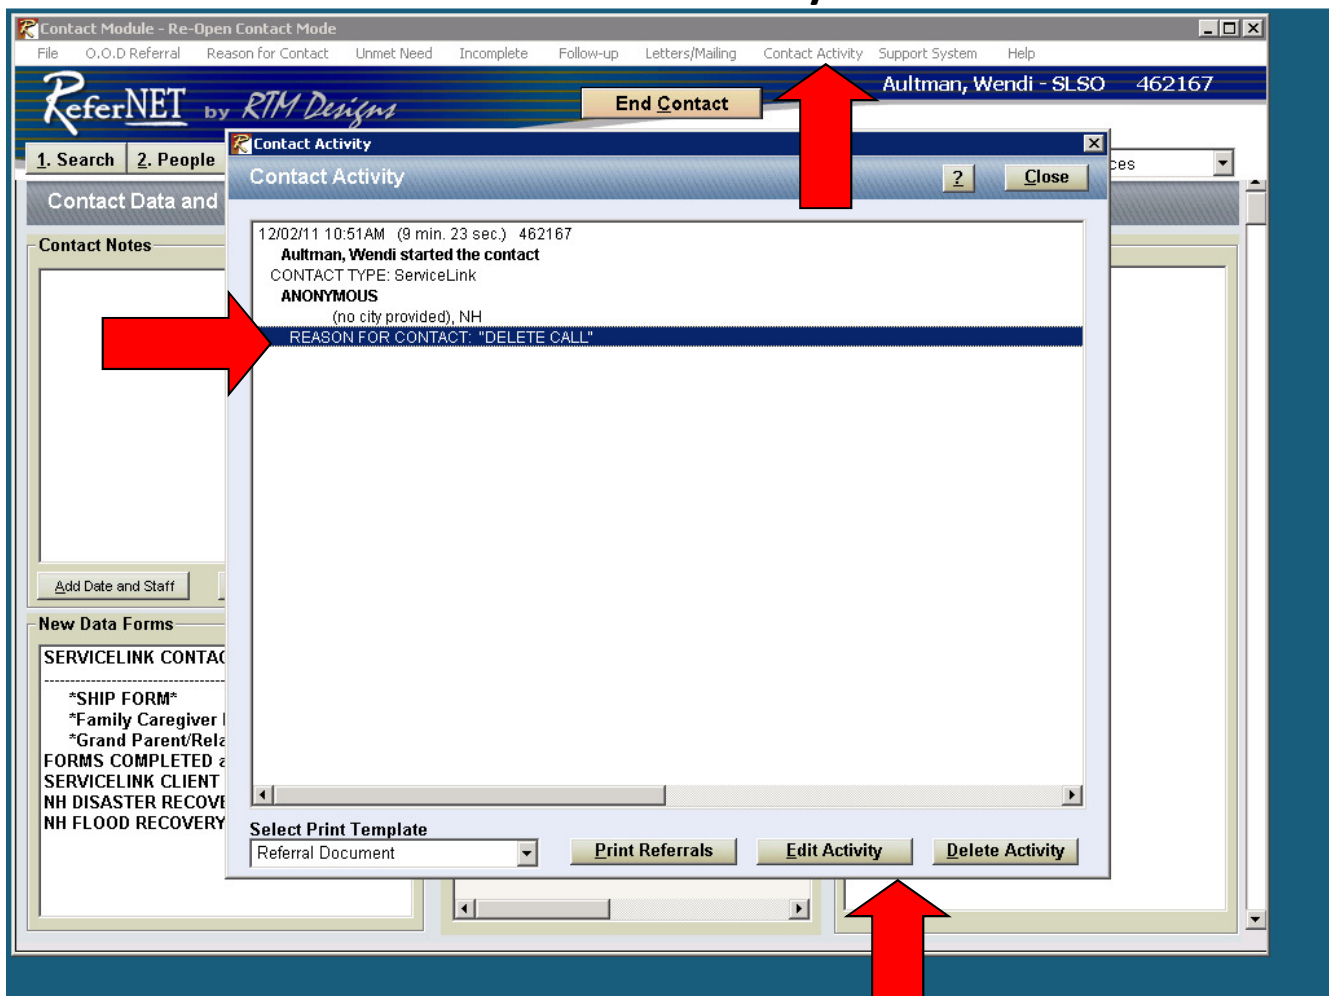 Contact Module - Re-Open Contact Mode
File O.O.D Referral Reason for Contact Unmet Need Incomplete Follow-up Letters/Mailing Contact Activity Support System Help
ReferNET by RTM Designs
End Contact
Aultman, Wendi - SLSO 462167
1. Search 2. People
Contact Data and
Contact Notes
Add Date and Staff
New Data Forms
SERVICELINK CONTAC
*SHIP FORM*
*Family Caregiver
*Grand Parent/Rela
FORMS COMPLETED
SERVICELINK CLIENT
NH DISASTER RECOVE
NH FLOOD RECOVERY
Contact Activity
Contact Activity
? Close
12/02/11 10:51AM (9 min. 23 sec.) 462167
Aultman, Wendi started the contact
CONTACT TYPE: ServiceLink
ANONYMOUS
(no city provided), NH
REASON FOR CONTACT: "DELETE CALL"
Select Print Template
Referral Document
Print Referrals Edit Activity Delete Activity